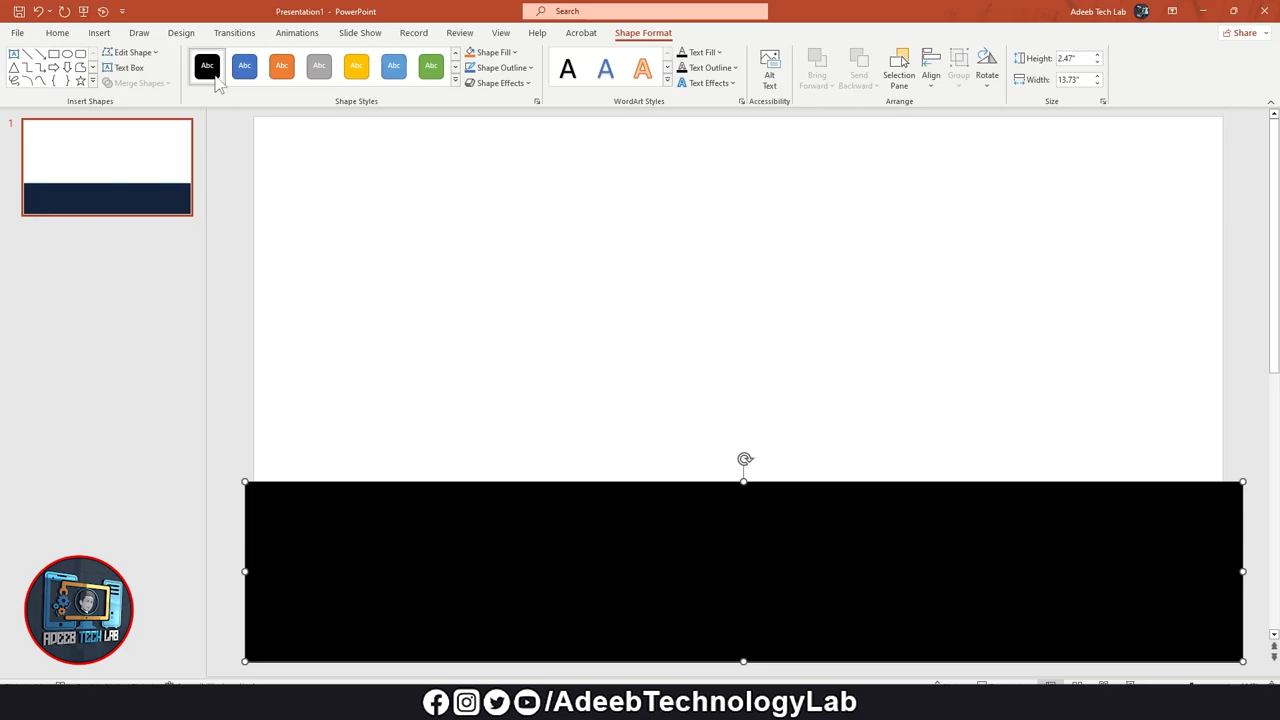 Presentation1 - PowerPoint
Search
Adeeb Tech Lab
File Home Insert Draw Design Transitions Animations Slide Show Record Review View Help Acrobat Shape Format
Share
Edit Shape
Text Box
Merge Shapes
Insert Shapes
Abc Abc Abc Abc Abc Abc Abc
Shape Fill
Shape Outline
Shape Effects
Shape Styles
A A A
Text Fill
Text Outline
Text Effects
WordArt Styles
Alt Text
Accessibility
Bring Forward
Send Backward
Selection Pane
Align
Group
Rotate
Arrange
Height: 2.47"
Width: 13.73"
Size
1
ADEEB TECH LAB
/AdeebTechnologyLab